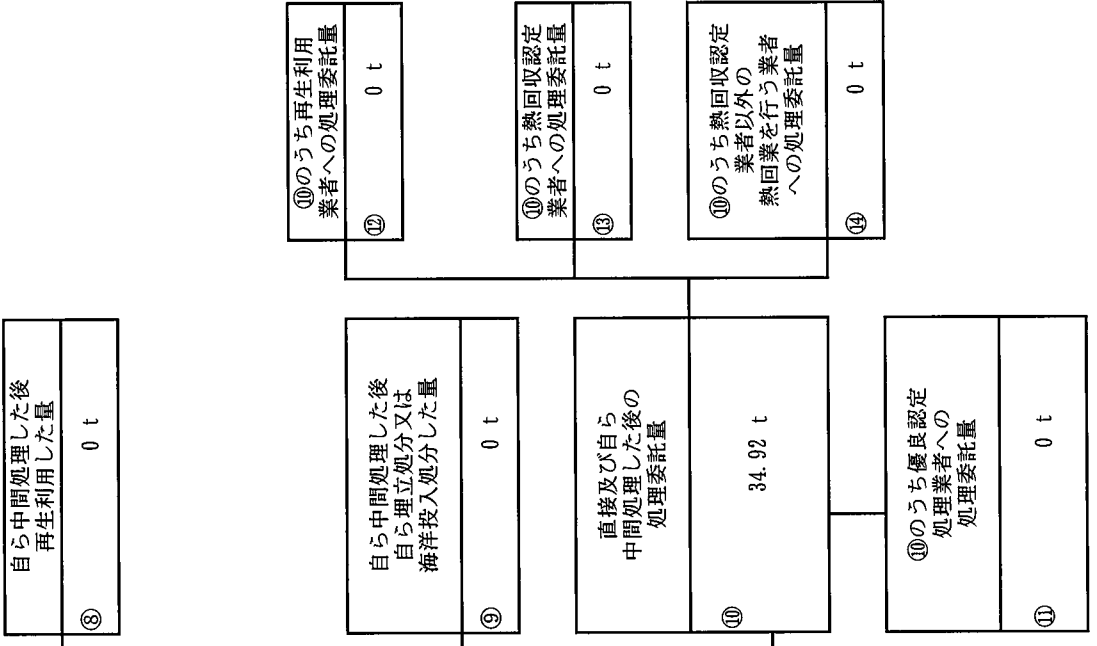 自ら中間処理した後
再生利用した量
⑧ 0 t
自ら中間処理した後
自ら埋立処分又は
海洋投入処分した量
⑨ 0 t
直接及び自ら
中間処理した後の
処理委託量
⑩ 34.92 t
⑩のうち優良認定
処理業者への
処理委託量
⑪ 0 t
⑩のうち再生利用
業者への処理委託量
⑫ 0 t
⑩のうち熱回収認定
業者への処理委託量
⑬ 0 t
⑩のうち熱回収認定
業者以外の
熱回業を行う業者
への処理委託量
⑭ 0 t